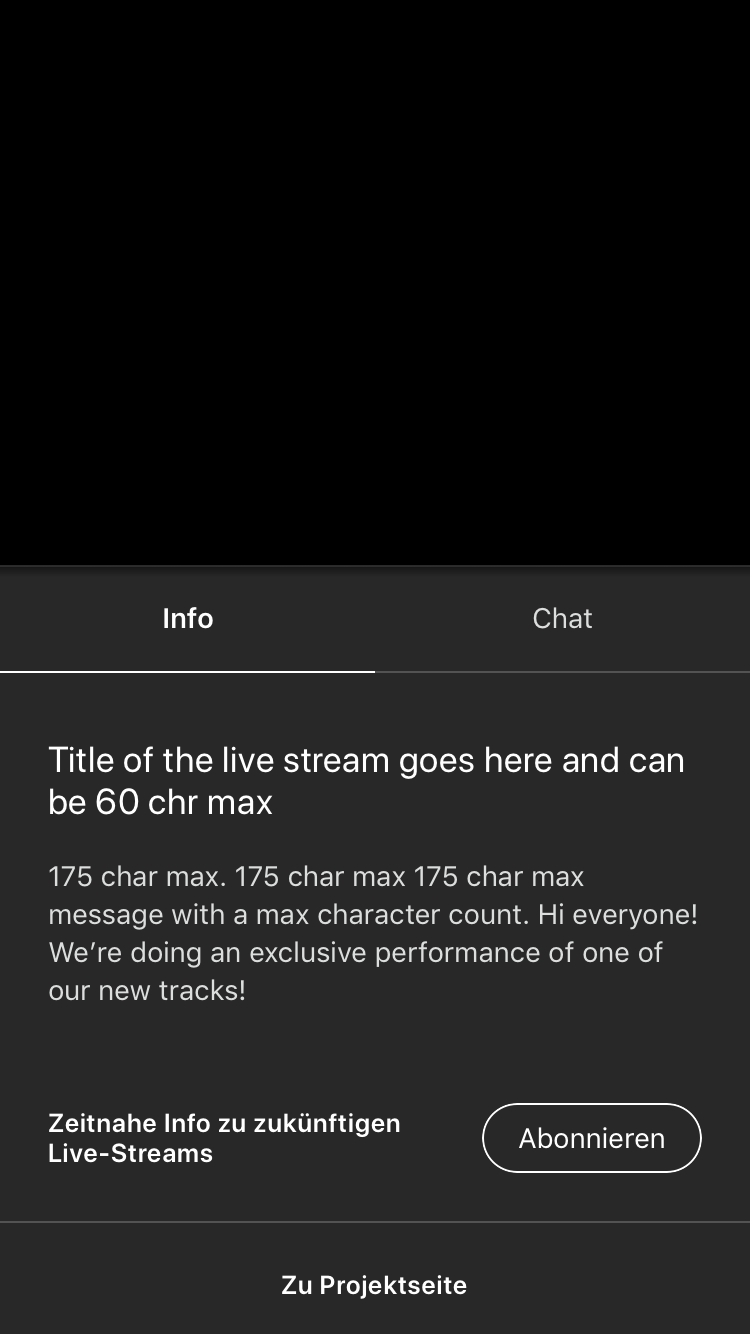 Info
Chat
Title of the live stream goes here and can
be 60 chr max
175 char max. 175 char max 175 char max
message with a max character count. Hi everyone!
We’re doing an exclusive performance of one of
our new tracks!
Zeitnahe Info zu zukünftigen
Live-Streams
Abonnieren
Zu Projektseite